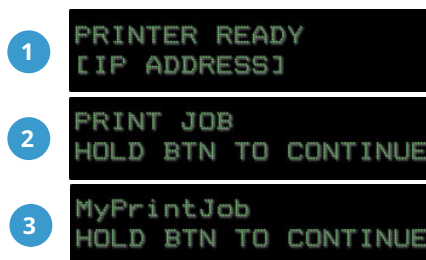 1
PRINTER READY
[IP ADDRESS]
2
PRINT JOB
HOLD BTN TO CONTINUE
3
MyPrintJob
HOLD BTN TO CONTINUE